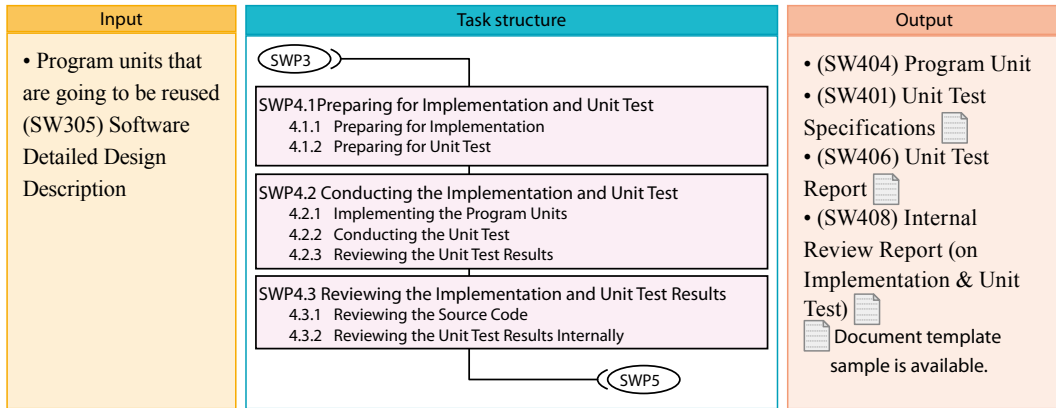 Input
• Program units that
are going to be reused
(SW305) Software
Detailed Design
Description
Task structure
SWP3
SWP4.1Preparing for Implementation and Unit Test
4.1.1 Preparing for Implementation
4.1.2 Preparing for Unit Test
SWP4.2 Conducting the Implementation and Unit Test
4.2.1 Implementing the Program Units
4.2.2 Conducting the Unit Test
4.2.3 Reviewing the Unit Test Results
SWP4.3 Reviewing the Implementation and Unit Test Results
4.3.1 Reviewing the Source Code
4.3.2 Reviewing the Unit Test Results Internally
SWP5
Output
• (SW404) Program Unit
• (SW401) Unit Test
Specifications
• (SW406) Unit Test
Report
• (SW408) Internal
Review Report (on
Implementation & Unit
Test)
Document template
sample is available.